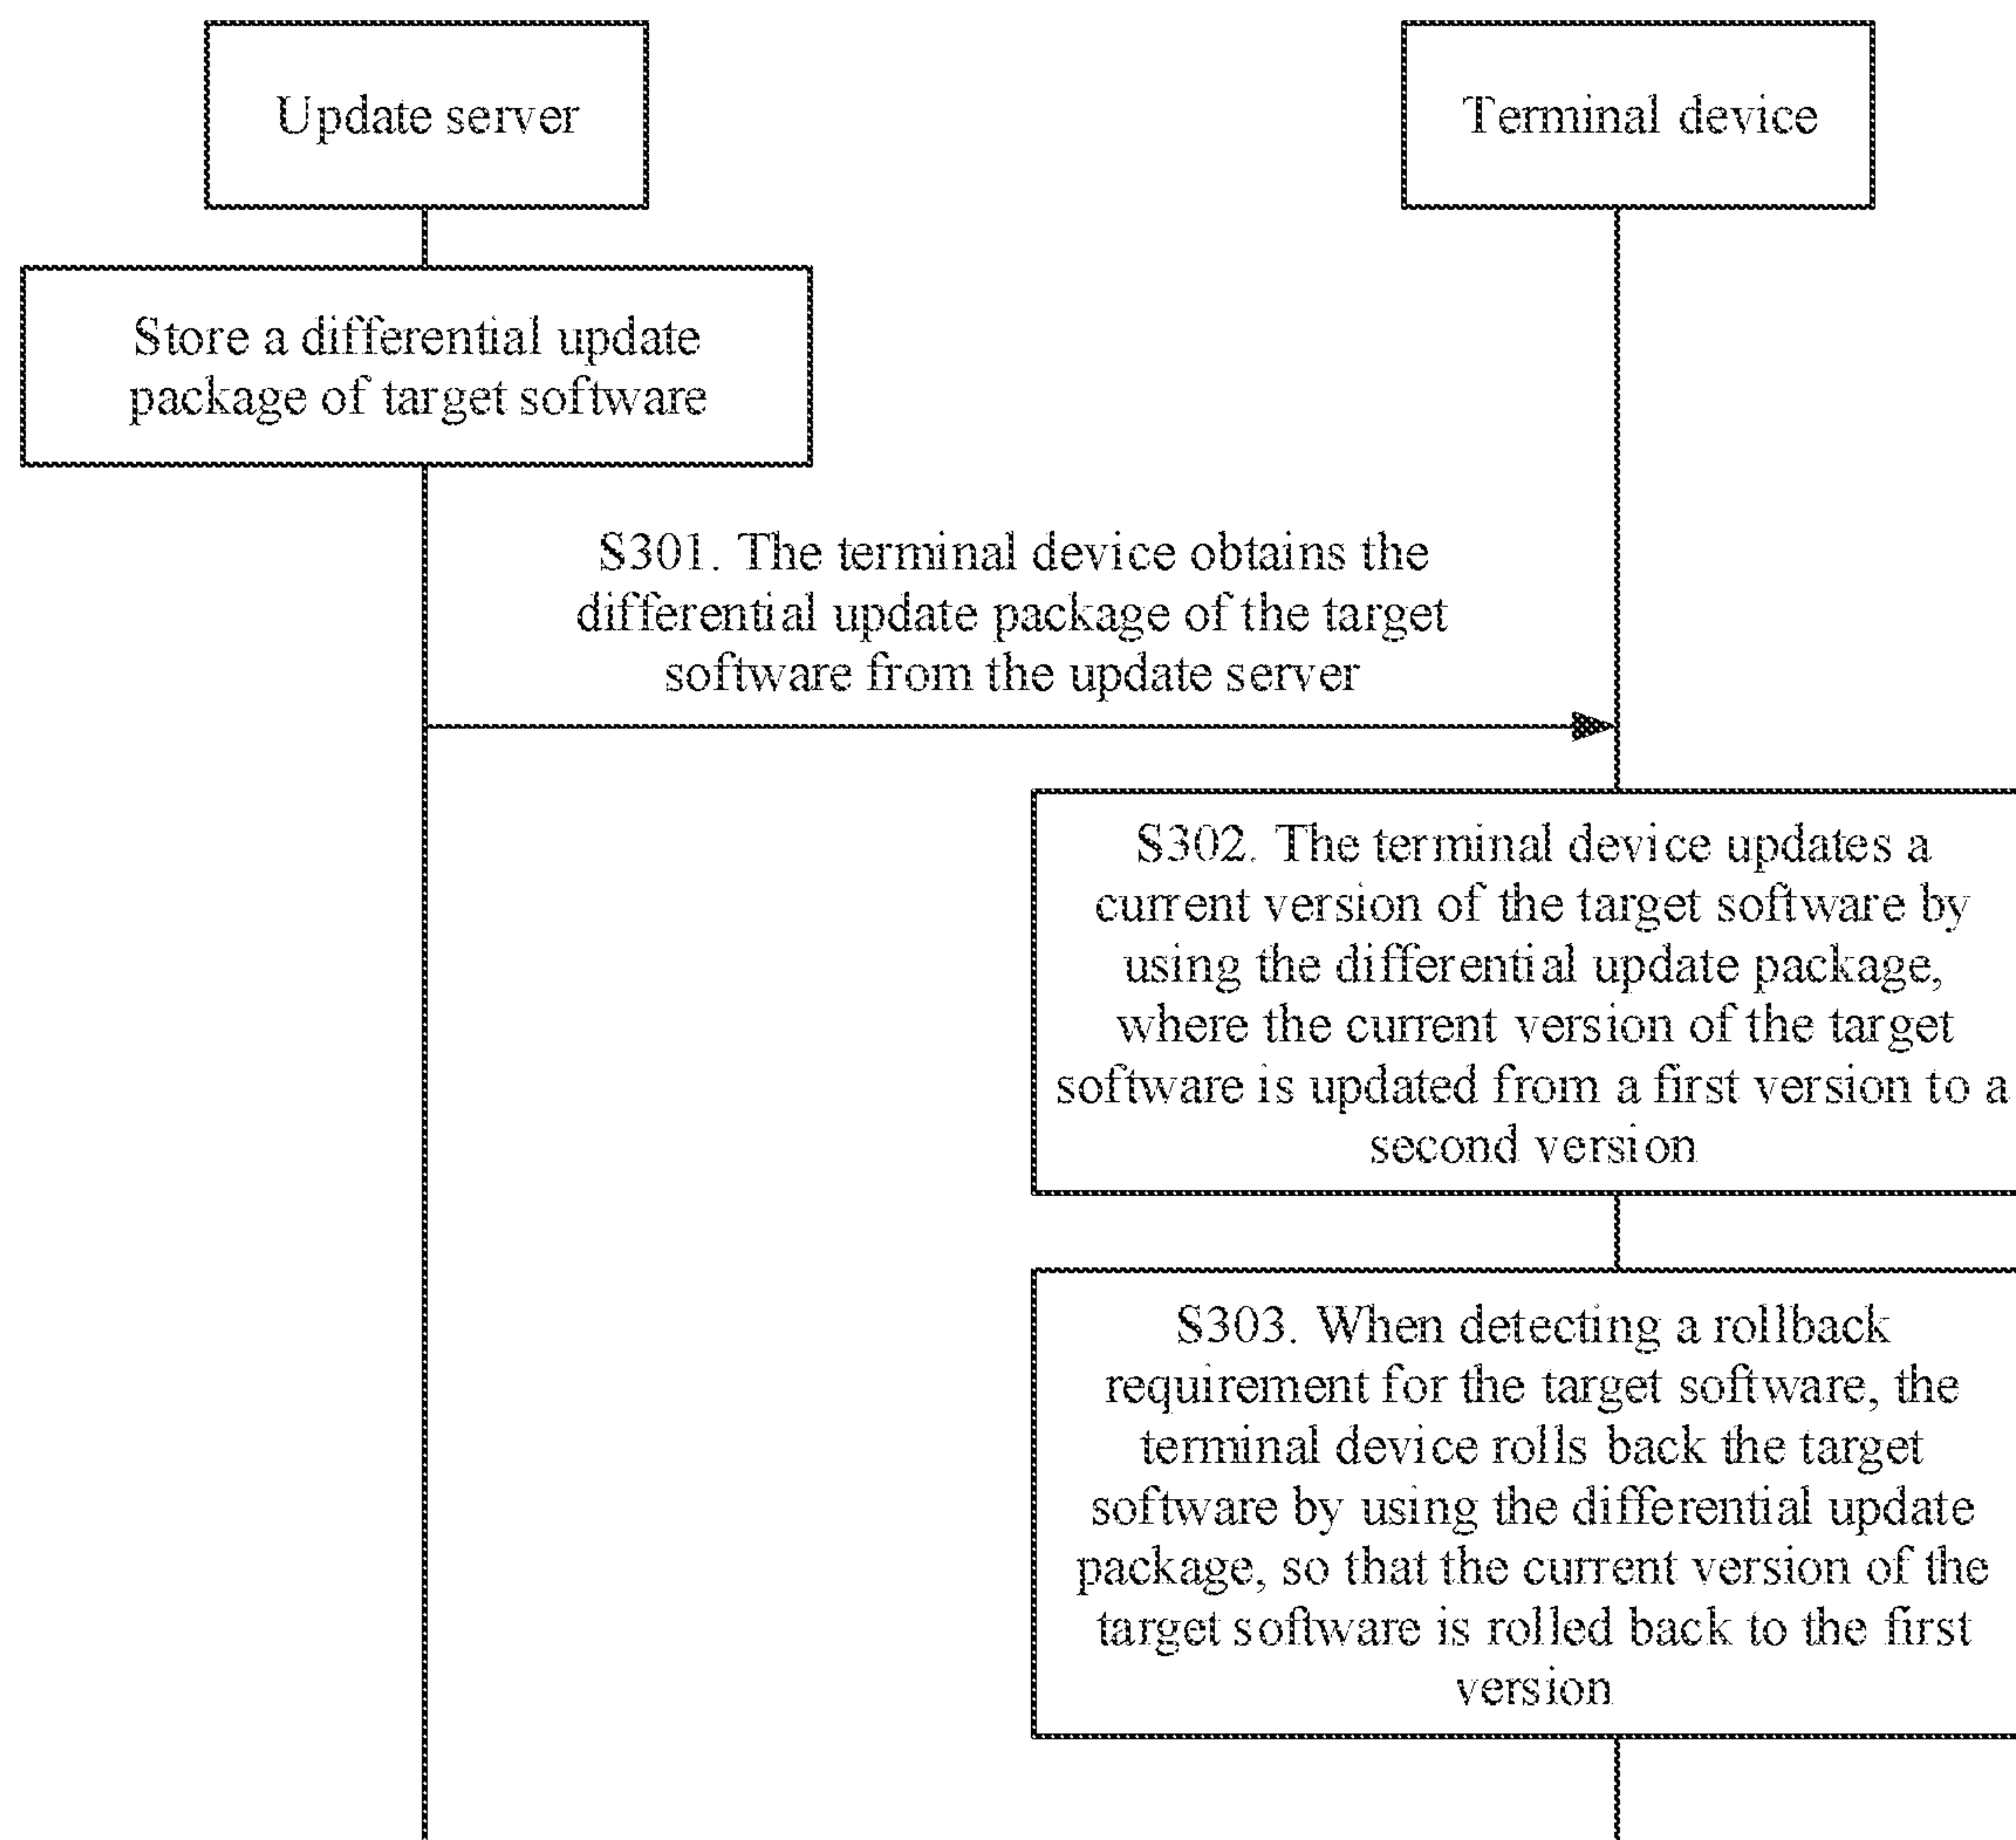 Update server
Terminal device
Store a differential update
package of target software
S301. The terminal device obtains the
differential update package of the target
software from the update server
S302. The terminal device updates a
current version of the target software by
using the differential update package,
where the current version of the target
software is updated from a first version to a
second version
S303. When detecting a rollback
requirement for the target software, the
terminal device rolls back the target
software by using the differential update
package, so that the current version of the
target software is rolled back to the first
version